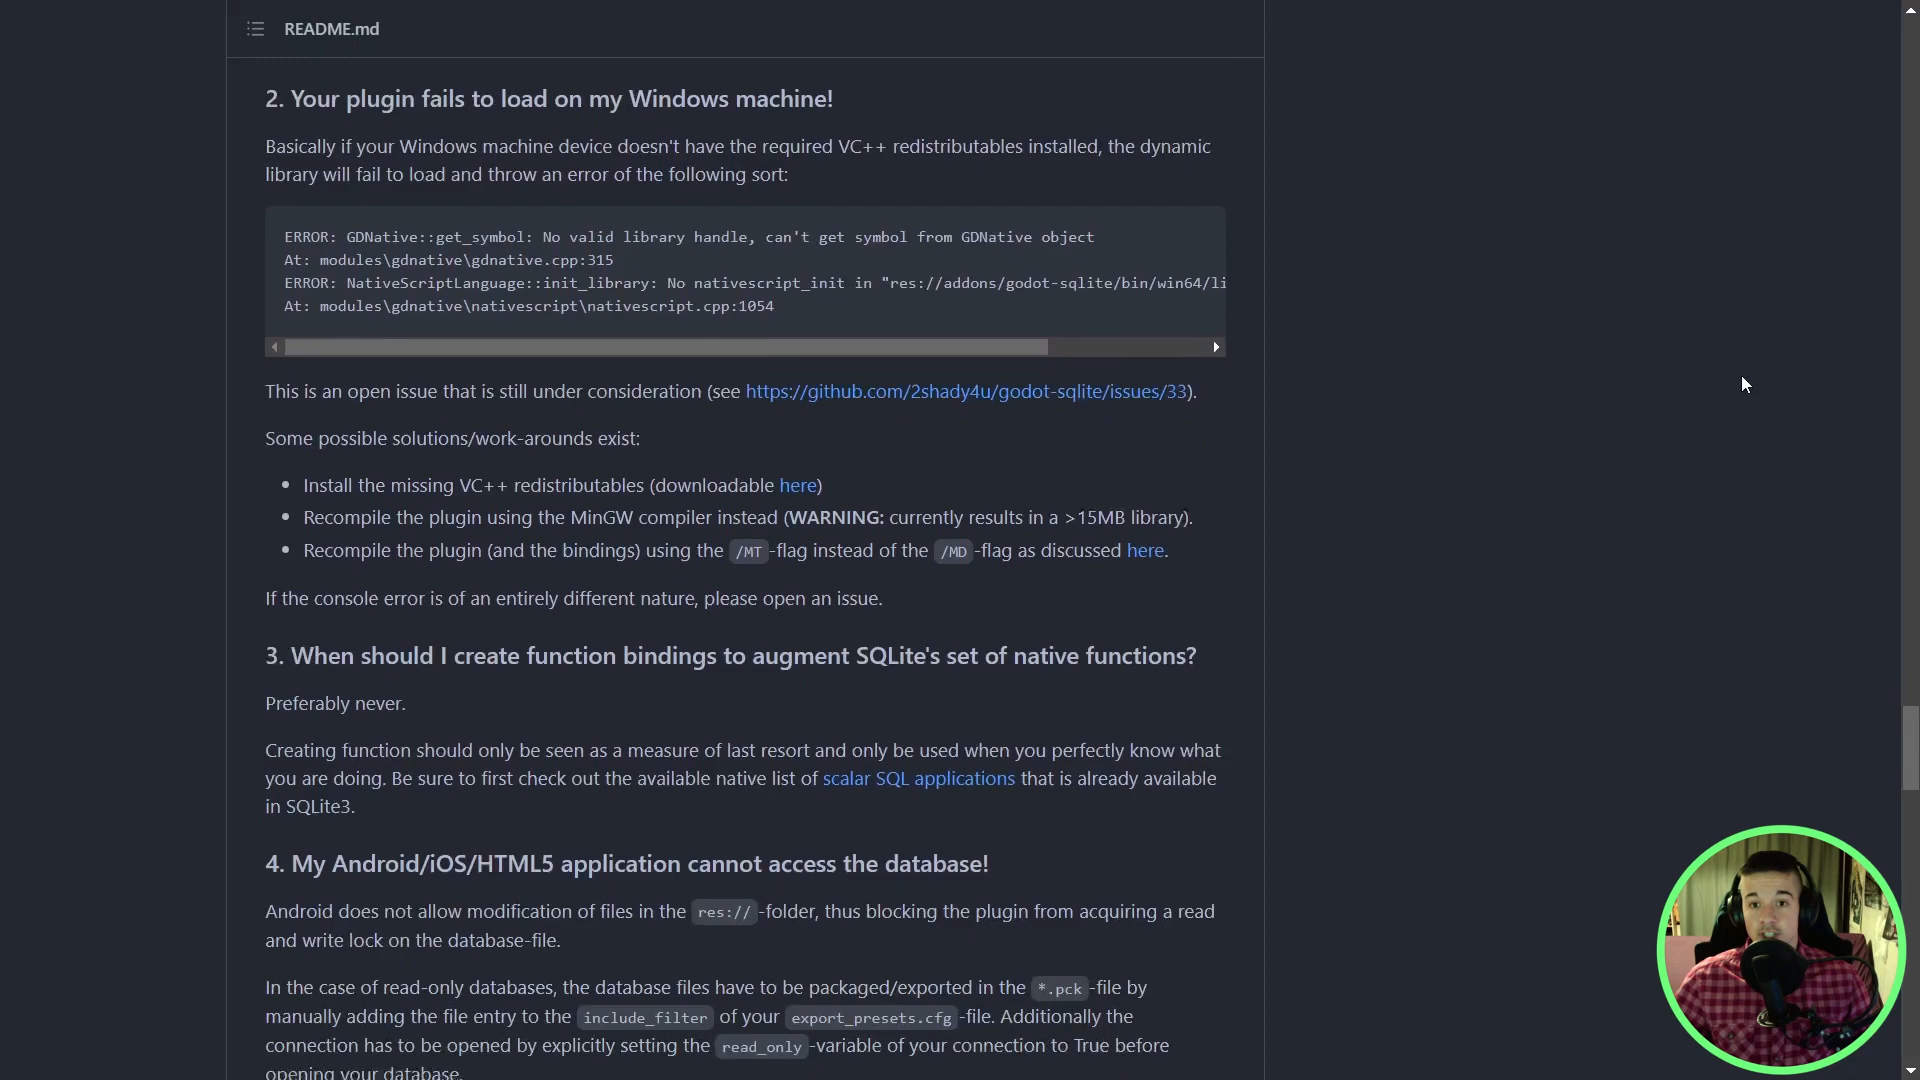 README.md
2. Your plugin fails to load on my Windows machine!
Basically if your Windows machine device doesn't have the required VC++ redistributables installed, the dynamic
library will fail to load and throw an error of the following sort:
ERROR: GDNative::get_symbol: No valid library handle, can't get symbol from GDNative object
At: modules\gdnative\gdnative.cpp:315
ERROR: NativeScriptLanguage::init_library: No nativescript_init in "res://addons/godot-sqlite/bin/win64/li
At: modules\gdnative\nativescript\nativescript.cpp:1054
This is an open issue that is still under consideration (see https://github.com/2shady4u/godot-sqlite/issues/33).
Some possible solutions/work-arounds exist:
• Install the missing VC++ redistributables (downloadable here)
• Recompile the plugin using the MinGW compiler instead (WARNING: currently results in a >15MB library).
• Recompile the plugin (and the bindings) using the /MT -flag instead of the /MD -flag as discussed here.
If the console error is of an entirely different nature, please open an issue.
3. When should I create function bindings to augment SQLite's set of native functions?
Preferably never.
Creating function should only be seen as a measure of last resort and only be used when you perfectly know what
you are doing. Be sure to first check out the available native list of scalar SQL applications that is already available
in SQLite3.
4. My Android/iOS/HTML5 application cannot access the database!
Android does not allow modification of files in the res:// -folder, thus blocking the plugin from acquiring a read
and write lock on the database-file.
In the case of read-only databases, the database files have to be packaged/exported in the *.pck -file by
manually adding the file entry to the include_filter of your export_presets.cfg -file. Additionally the
connection has to be opened by explicitly setting the read_only -variable of your connection to True before
opening your database.